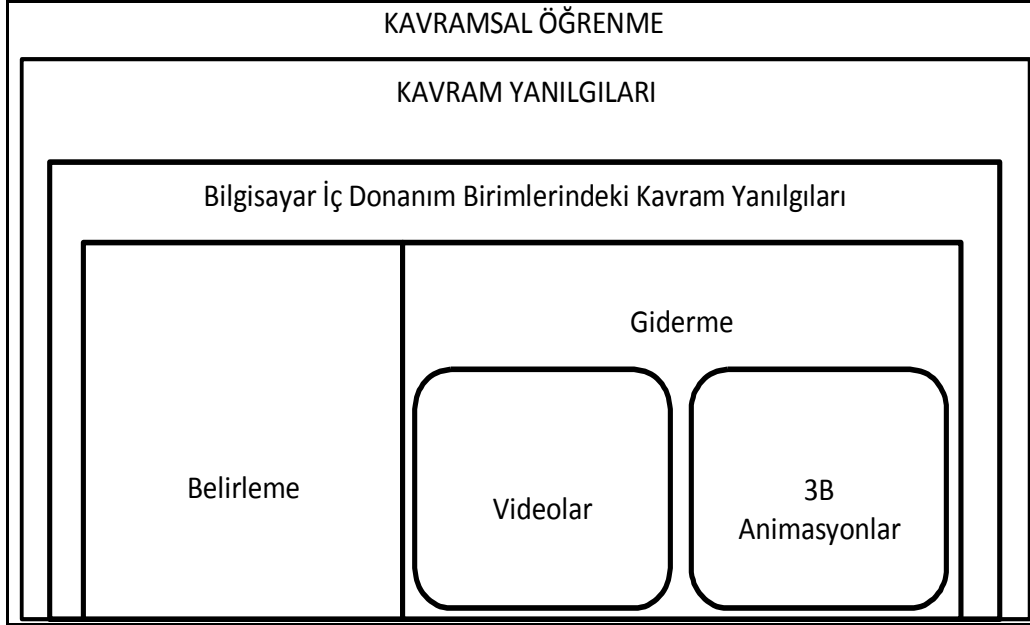 KAVRAMSAL ÖĞRENME
KAVRAM YANILGILARI
Bilgisayar İç Donanım Birimlerindeki Kavram Yanılgıları
Giderme
Belirleme
Videolar
3B
Animasyonlar